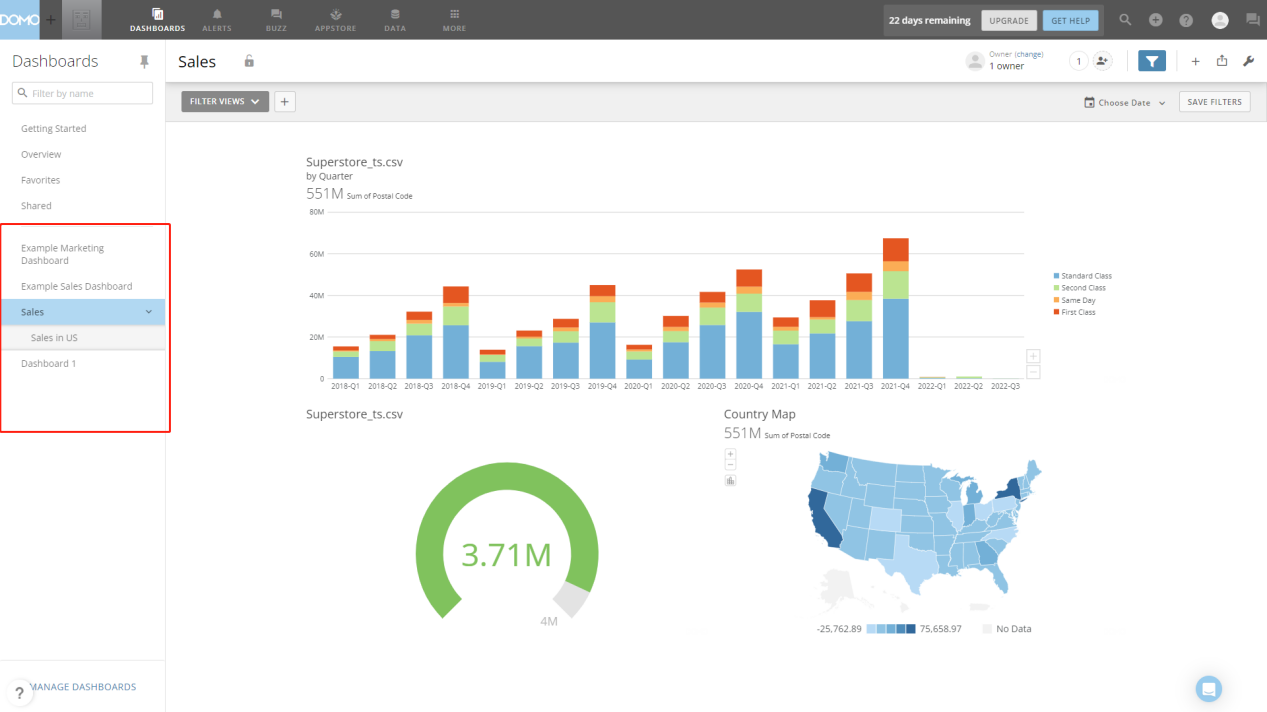 DOMO
DASHBOARDS
ALERTS
BUZZ
APPSTORE
DATA
MORE
22 days remaining
UPGRADE
GET HELP
Dashboards
Filter by name
Getting Started
Overview
Favorites
Shared
Example Marketing
Dashboard
Example Sales Dashboard
Sales
Sales in US
Dashboard 1
MANAGE DASHBOARDS
?
Sales
Owner (change)
1 owner
1
FILTER VIEWS
Choose Date
SAVE FILTERS
Superstore_ts.csv
by Quarter
551M Sum of Postal Code
80M
60M
40M
20M
0
2018-Q1 2018-Q2 2018-Q3 2018-Q4 2019-Q1 2019-Q2 2019-Q3 2019-Q4 2020-Q1 2020-Q2 2020-Q3 2020-Q4 2021-Q1 2021-Q2 2021-Q3 2021-Q4 2022-Q1 2022-Q2 2022-Q3
Standard Class
Second Class
Same Day
First Class
Superstore_ts.csv
3.71M
4M
Country Map
551M Sum of Postal Code
-25,762.89
75,658.97
No Data